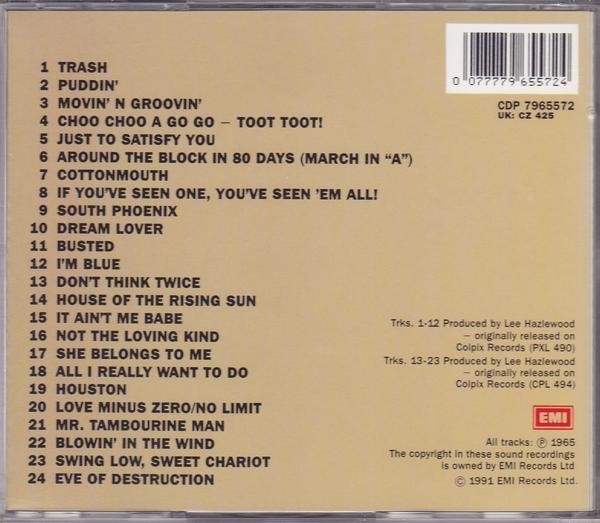 1 TRASH
2 PUDDIN'
3 MOVIN' N GROOVIN'
4 CHOO CHOO A GO GO – TOOT TOOT!
5 JUST TO SATISFY YOU
6 AROUND THE BLOCK IN 80 DAYS (MARCH IN “A”)
7 COTTONMOUTH
8 IF YOU'VE SEEN ONE, YOU'VE SEEN 'EM ALL!
9 SOUTH PHOENIX
10 DREAM LOVER
11 BUSTED
12 I'M BLUE
13 DON'T THINK TWICE
14 HOUSE OF THE RISING SUN
15 IT AIN'T ME BABE
16 NOT THE LOVING KIND
17 SHE BELONGS TO ME
18 ALL I REALLY WANT TO DO
19 HOUSTON
20 LOVE MINUS ZERO/NO LIMIT
21 MR. TAMBOURINE MAN
22 BLOWIN' IN THE WIND
23 SWING LOW, SWEET CHARIOT
24 EVE OF DESTRUCTION
0 077779 655724
CDP 7965572
UK: CZ 425
Trks. 1-12 Produced by Lee Hazlewood
– originally released on
Colpix Records (PXL 490)
Trks. 13-23 Produced by Lee Hazlewood
– originally released on
Colpix Records (CPL 494)
EMI
All tracks: ℗ 1965
The copyright in these sound recordings
is owned by EMI Records Ltd.
© 1991 EMI Records Ltd.